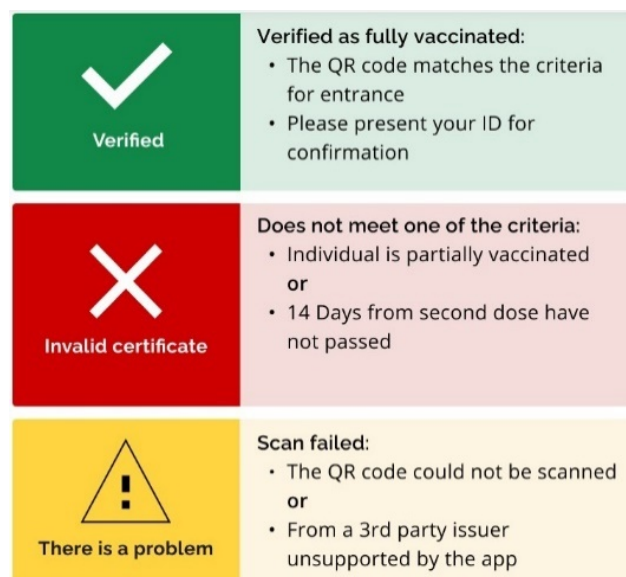 Verified
Verified as fully vaccinated:
• The QR code matches the criteria
for entrance
• Please present your ID for
confirmation
Invalid certificate
Does not meet one of the criteria:
• Individual is partially vaccinated
or
• 14 Days from second dose have
not passed
There is a problem
Scan failed:
• The QR code could not be scanned
or
• From a 3rd party issuer
unsupported by the app